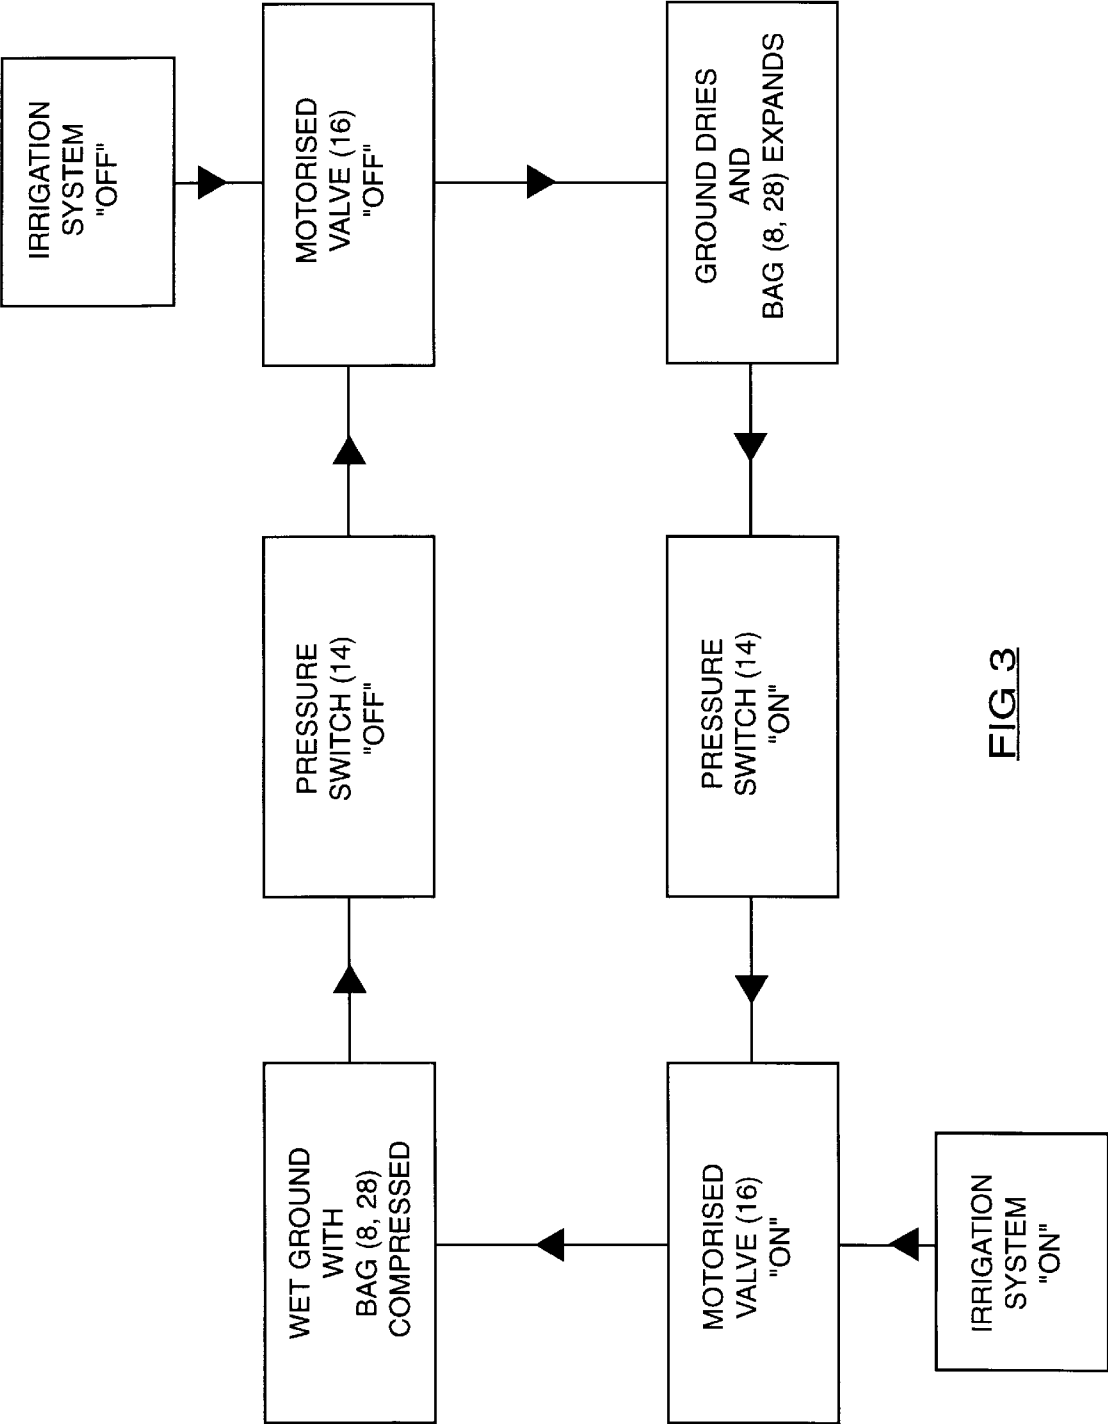 WET GROUND
WITH
BAG (8, 28)
COMPRESSED
PRESSURE
SWITCH (14)
"OFF"
MOTORISED
VALVE (16)
"OFF"
IRRIGATION
SYSTEM
"OFF"
MOTORISED
VALVE (16)
"ON"
PRESSURE
SWITCH (14)
"ON"
GROUND DRIES
AND
BAG (8, 28) EXPANDS
IRRIGATION
SYSTEM
"ON"
FIG 3